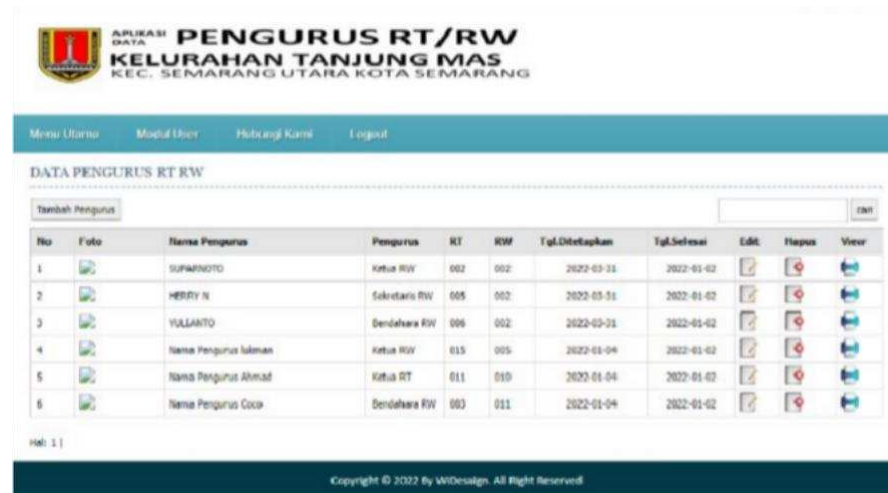 APLIKASI DATA PENGURUS RT/RW
KELURAHAN TANJUNG MAS
KEC. SEMARANG UTARA KOTA SEMARANG
Menu Utama Modul User Hubungi Kami Logout
DATA PENGURUS RT RW
Tambah Pengurus cari
No Foto Nama Pengurus Pengurus RT RW Tgl.Ditetapkan Tgl.Selesai Edit Hapus View
1 SUPARNOTO Ketua RW 002 002 2022-03-31 2022-01-02
2 HERRY N Sekretaris RW 005 002 2022-03-31 2022-01-02
3 YULIANTO Bendahara RW 006 002 2022-03-31 2022-01-02
4 Nama Pengurus lukman Ketua RW 015 005 2022-01-04 2022-01-02
5 Nama Pengurus Ahmad Ketua RT 011 010 2022-01-04 2022-01-02
6 Nama Pengurus Coco Bendahara RW 003 011 2022-01-04 2022-01-02
Hal: 1 |
Copyright © 2022 By WiDesaign. All Right Reserved